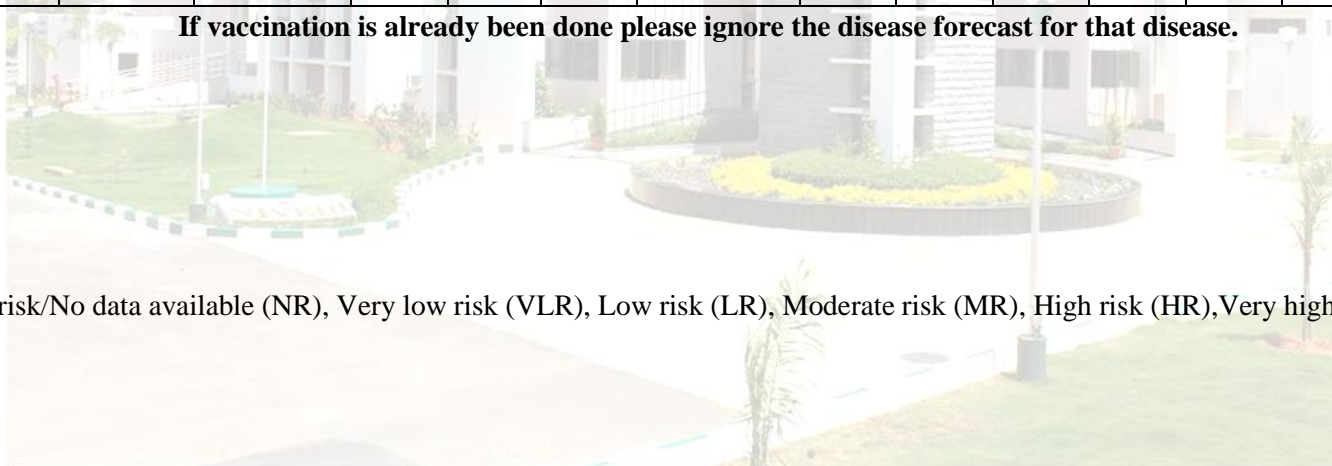 If vaccination is already been done please ignore the disease forecast for that disease.
risk/No data available (NR), Very low risk (VLR), Low risk (LR), Moderate risk (MR), High risk (HR),Very high